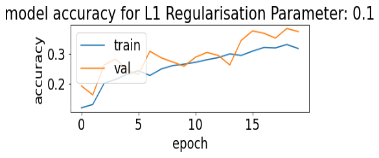 model accuracy for L1 Regularisation Parameter: 0.1
accuracy
0.3
0.2
train
val
0 5 10 15
epoch